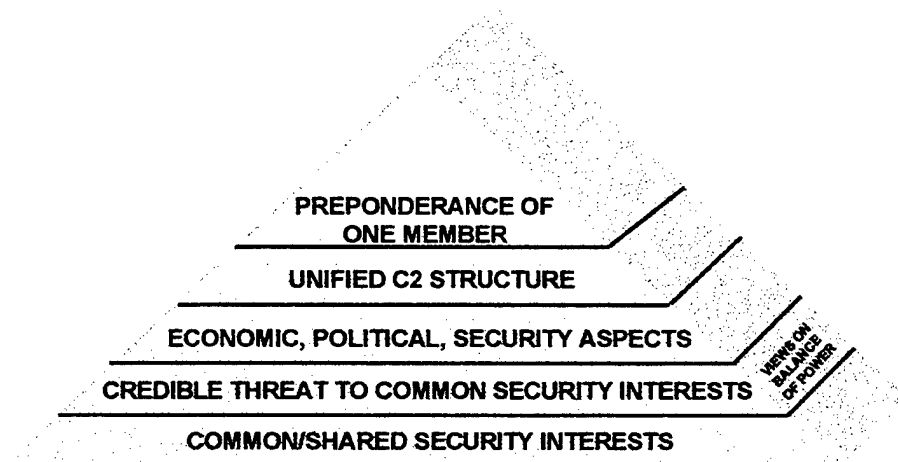 PREPONDERANCE OF
ONE MEMBER
UNIFIED C2 STRUCTURE
ECONOMIC, POLITICAL, SECURITY ASPECTS
CREDIBLE THREAT TO COMMON SECURITY INTERESTS
COMMON/SHARED SECURITY INTERESTS
VIEWS ON
BALANCE
OF POWER